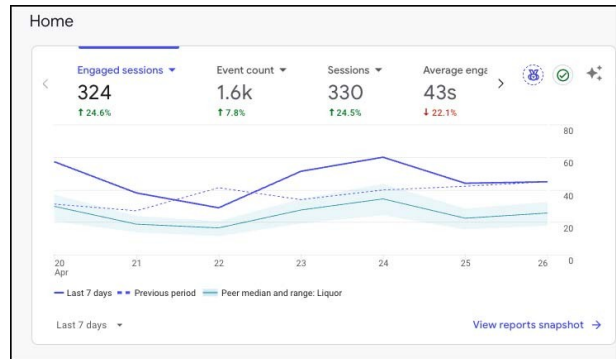 Home
Engaged sessions Event count Sessions Average enga
324 1.6k 330 43s
↑ 24.6% ↑ 7.8% ↑ 24.5% ↓ 22.1%
80
60
40
20
0
20 21 22 23 24 25 26
Apr
Last 7 days Previous period Peer median and range: Liquor
Last 7 days View reports snapshot →